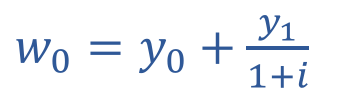 w₀ = y₀ + y₁/(1+i)